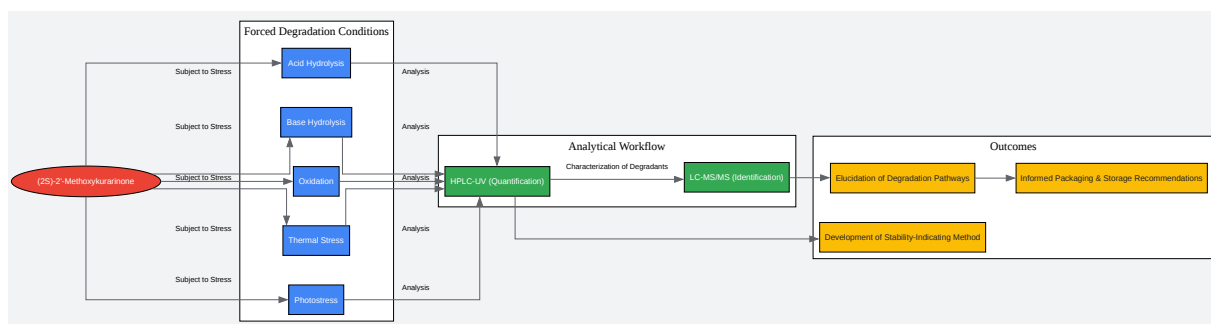 Forced Degradation Conditions
Subject to Stress
Acid Hydrolysis
Analysis
Subject to Stress
Base Hydrolysis
Analysis
(2S)-2'-Methoxykurarinone
Subject to Stress
Oxidation
Analysis
Subject to Stress
Thermal Stress
Analysis
Subject to Stress
Photostress
Analysis
Analytical Workflow
HPLC-UV (Quantification)
Characterization of Degradants
LC-MS/MS (Identification)
Outcomes
Elucidation of Degradation Pathways
Informed Packaging & Storage Recommendations
Development of Stability-Indicating Method